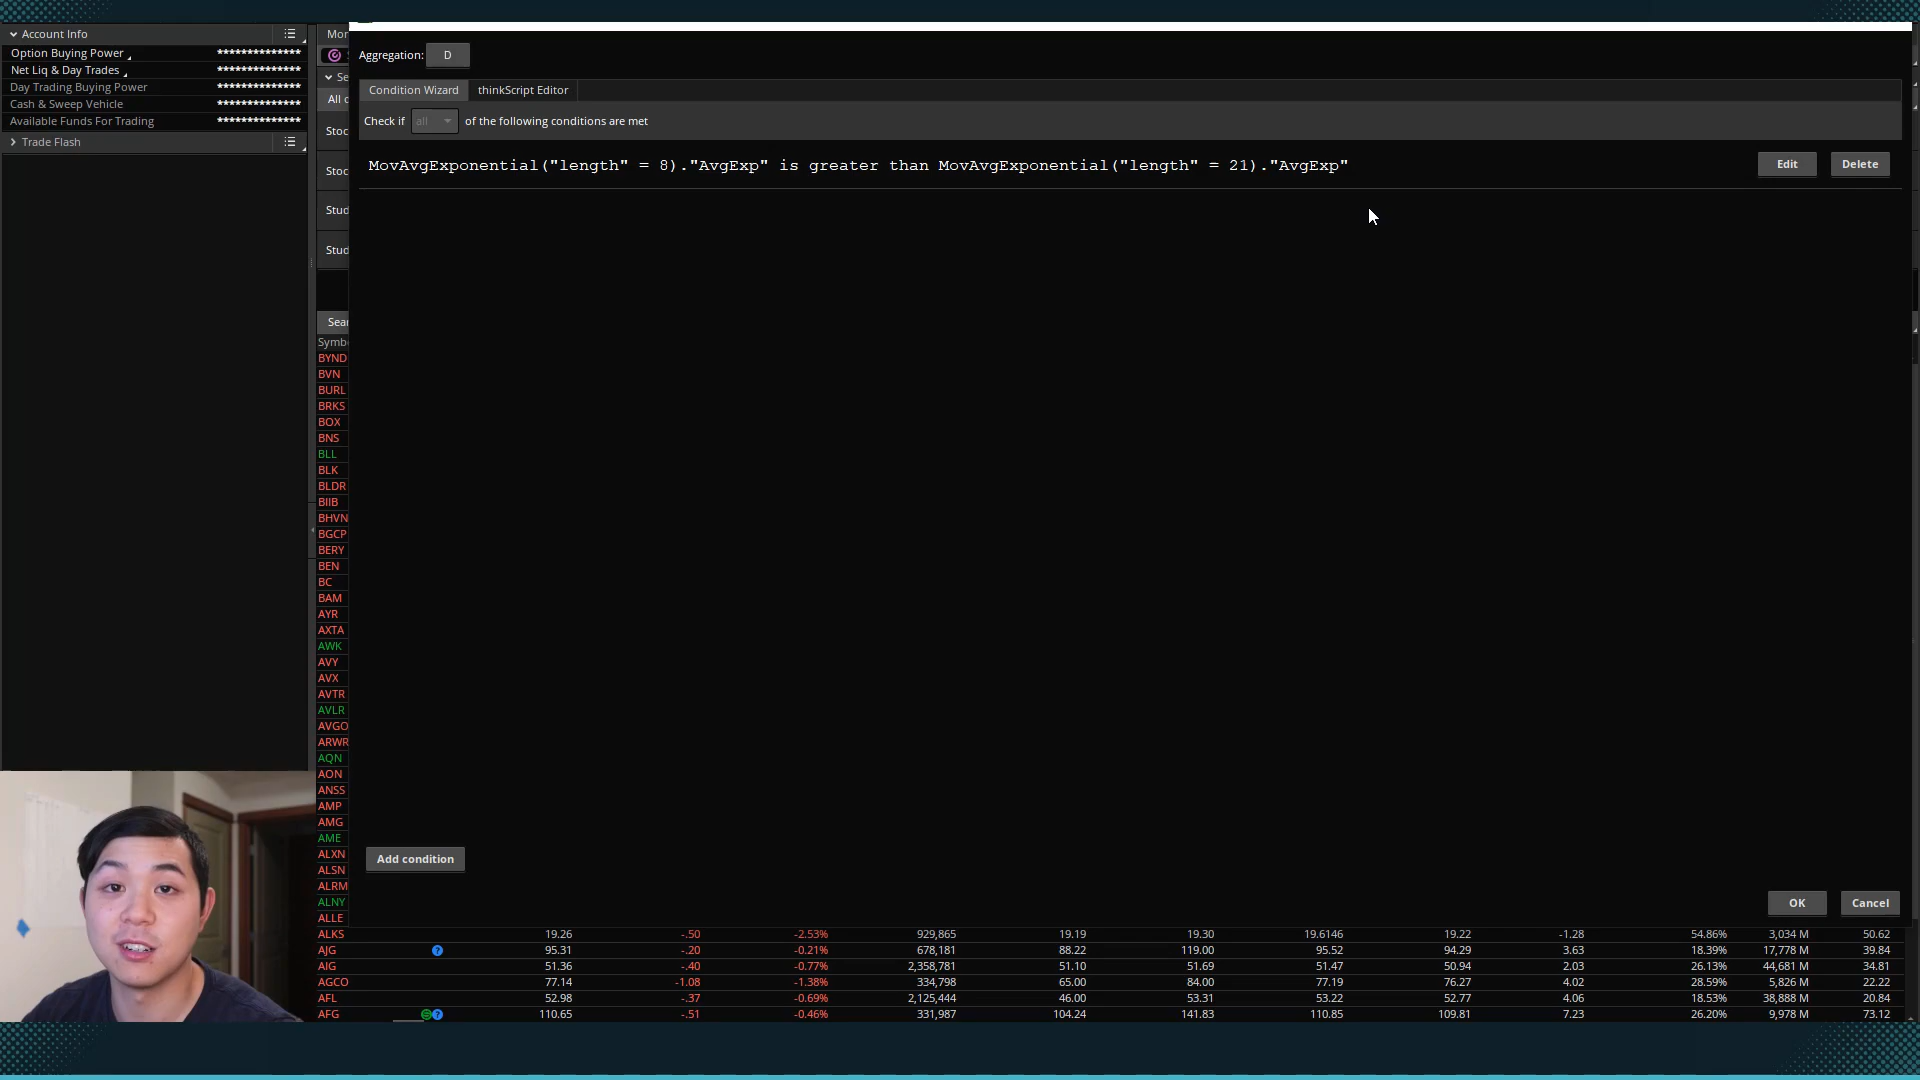 Account Info
Option Buying Power **************
Net Liq & Day Trades **************
Day Trading Buying Power **************
Cash & Sweep Vehicle **************
Available Funds For Trading **************
Trade Flash
Mor
Se
All c
Stoc
Stoc
Stud
Stud
Sear
Symb
Aggregation: D
Condition Wizard thinkScript Editor
Check if all of the following conditions are met
MovAvgExponential("length" = 8)."AvgExp" is greater than MovAvgExponential("length" = 21)."AvgExp"
Edit Delete
BYND
BVN
BURL
BRKS
BOX
BNS
BLL
BLK
BLDR
BIIB
BHVN
BGCP
BERY
BEN
BC
BAM
AYR
AXTA
AWK
AVY
AVX
AVTR
AVLR
AVGO
ARWR
AQN
AON
ANSS
AMP
AMG
AME
ALXN
ALSN
ALRM
ALNY
ALLE
Add condition
OK Cancel
ALKS 19.26 -.50 -2.53% 929,865 19.19 19.30 19.6146 19.22 -1.28 54.86% 3,034 M 50.62
AJG 95.31 -.20 -0.21% 678,181 88.22 119.00 95.52 94.29 3.63 18.39% 17,778 M 39.84
AIG 51.36 -.40 -0.77% 2,358,781 51.10 51.69 51.47 50.94 2.03 26.13% 44,681 M 34.81
AGCO 77.14 -1.08 -1.38% 334,798 65.00 84.00 77.19 76.27 4.02 28.59% 5,826 M 22.22
AFL 52.98 -.37 -0.69% 2,125,444 46.00 53.31 53.22 52.77 4.06 18.53% 38,888 M 20.84
AFG 110.65 -.51 -0.46% 331,987 104.24 141.83 110.85 109.81 7.23 26.20% 9,978 M 73.12